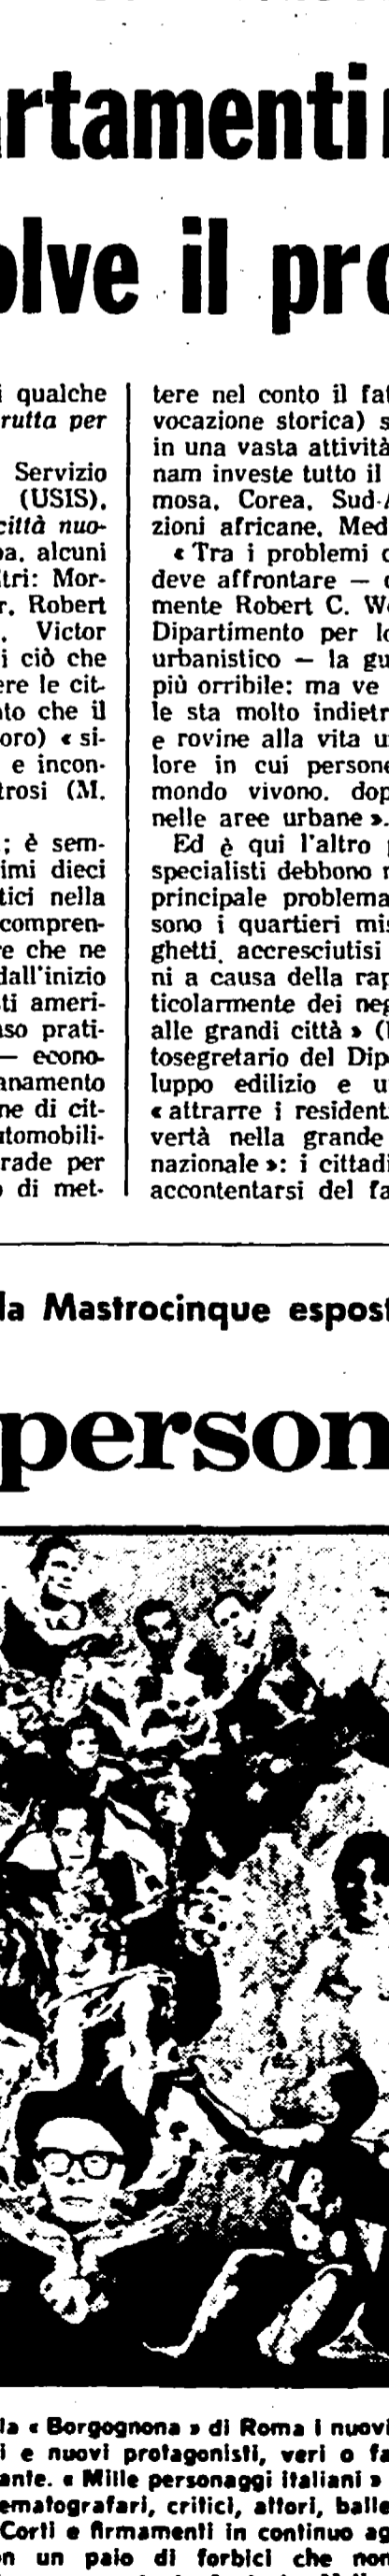 rtamenti
olve il pro
i qualche
rutta per
Servizio
(USIS),
città nuo-
pa, alcuni
tri: Mor-
r, Robert
, Victor
i ciò che
ere le cit-
to che il
oro) « si-
e incon-
trosi (M.
; è sem-
imi dieci
tici nella
compren-
re che ne
dall'inizio
sti ameri-
aso prati-
— econo-
anamento
ne di cit-
utomobili-
rade per
o di met-
tere nel conto il fat
vocazione storica) s
in una vasta attività
nam investe tutto il
mosa, Corea, Sud-A
zioni africane, Med
« Tra i problemi c
deve affrontare — c
mente Robert C. We
Dipartimento per lo
urbanistico — la gu
più orribile: ma ve
le sta molto indietr
e rovine alla vita u
lore in cui persone
mondo vivono, dop
nelle aree urbane ».
Ed è qui l'altro p
specialisti debbono r
principale problema
sono i quartieri mis
ghetti, accresciutisi
ni a causa della rap
ticolarmente dei neg
alle grandi città » (l
tosegretario del Dipa
luppo edilizio e u
« attrarre i resident
vertà nella grande
nazionale »: i cittadi
accontentarsi del fa
la Mastrocinque espost
person
la « Borgognona » di Roma i nuovi
i e nuovi protagonisti, veri o fa
ante. « Mille personaggi italiani »
ematografari, critici, attori, balle
Corti e firmamenti in continuo ag
on un paio di forbici che non